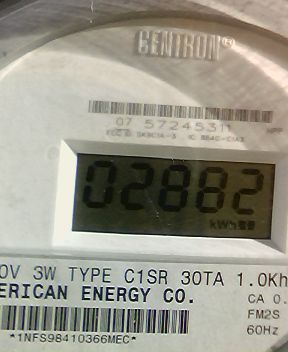 CENTRON®
07 57245311
02882
kWh
0V 3W TYPE C1SR 30TA 1.0Kh
ERICAN ENERGY CO.
CA 0.
FM2S
*1NFS98410366MEC*
60Hz